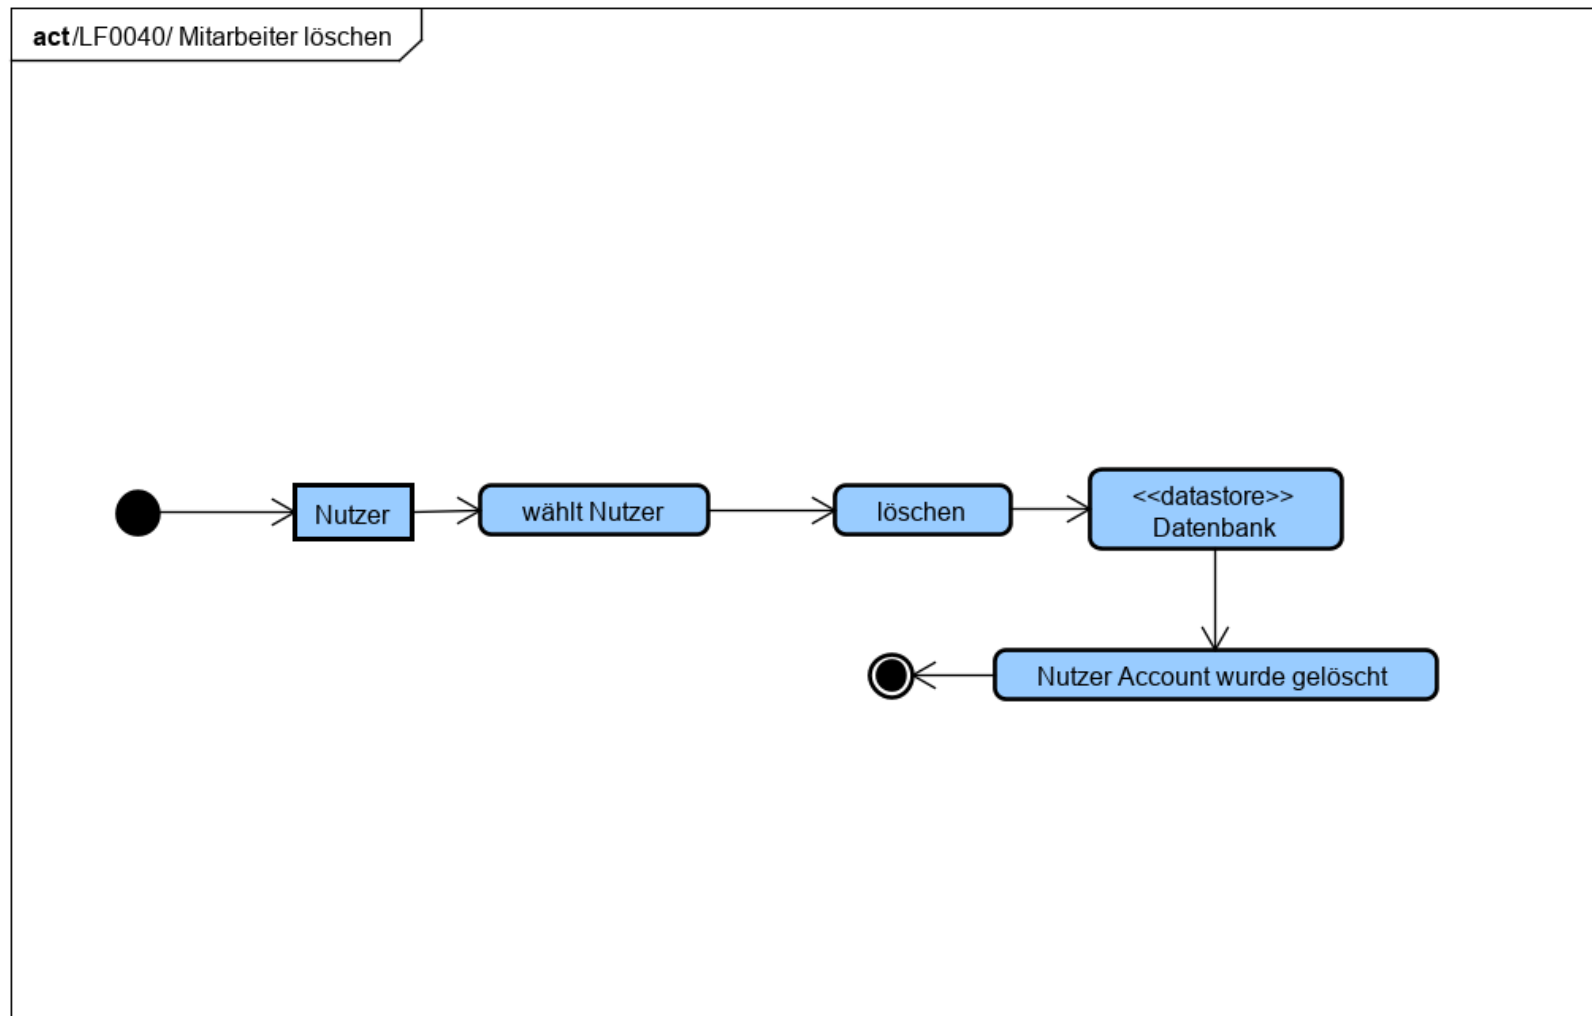 act/LF0040/ Mitarbeiter löschen
Nutzer
wählt Nutzer
löschen
<<datastore>>
Datenbank
Nutzer Account wurde gelöscht